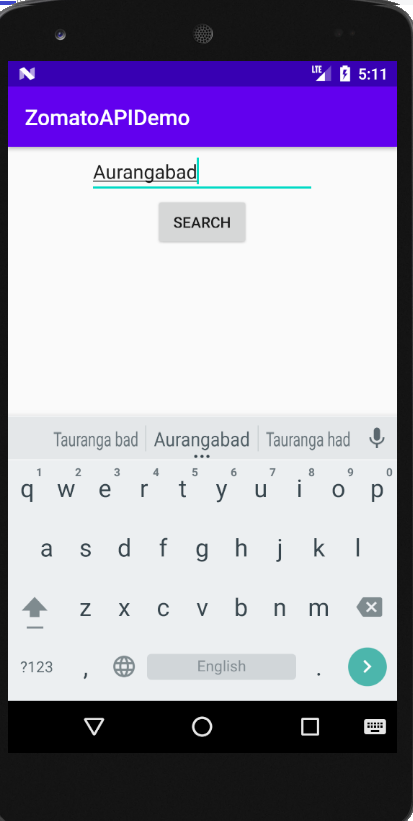 LTE 5:11
ZomatoAPIDemo
Aurangabad
SEARCH
Tauranga bad Aurangabad Tauranga had
1 2 3 4 5 6 7 8 9 0
q w e r t y u i o p
a s d f g h j k l
z x c v b n m
?123 , English .